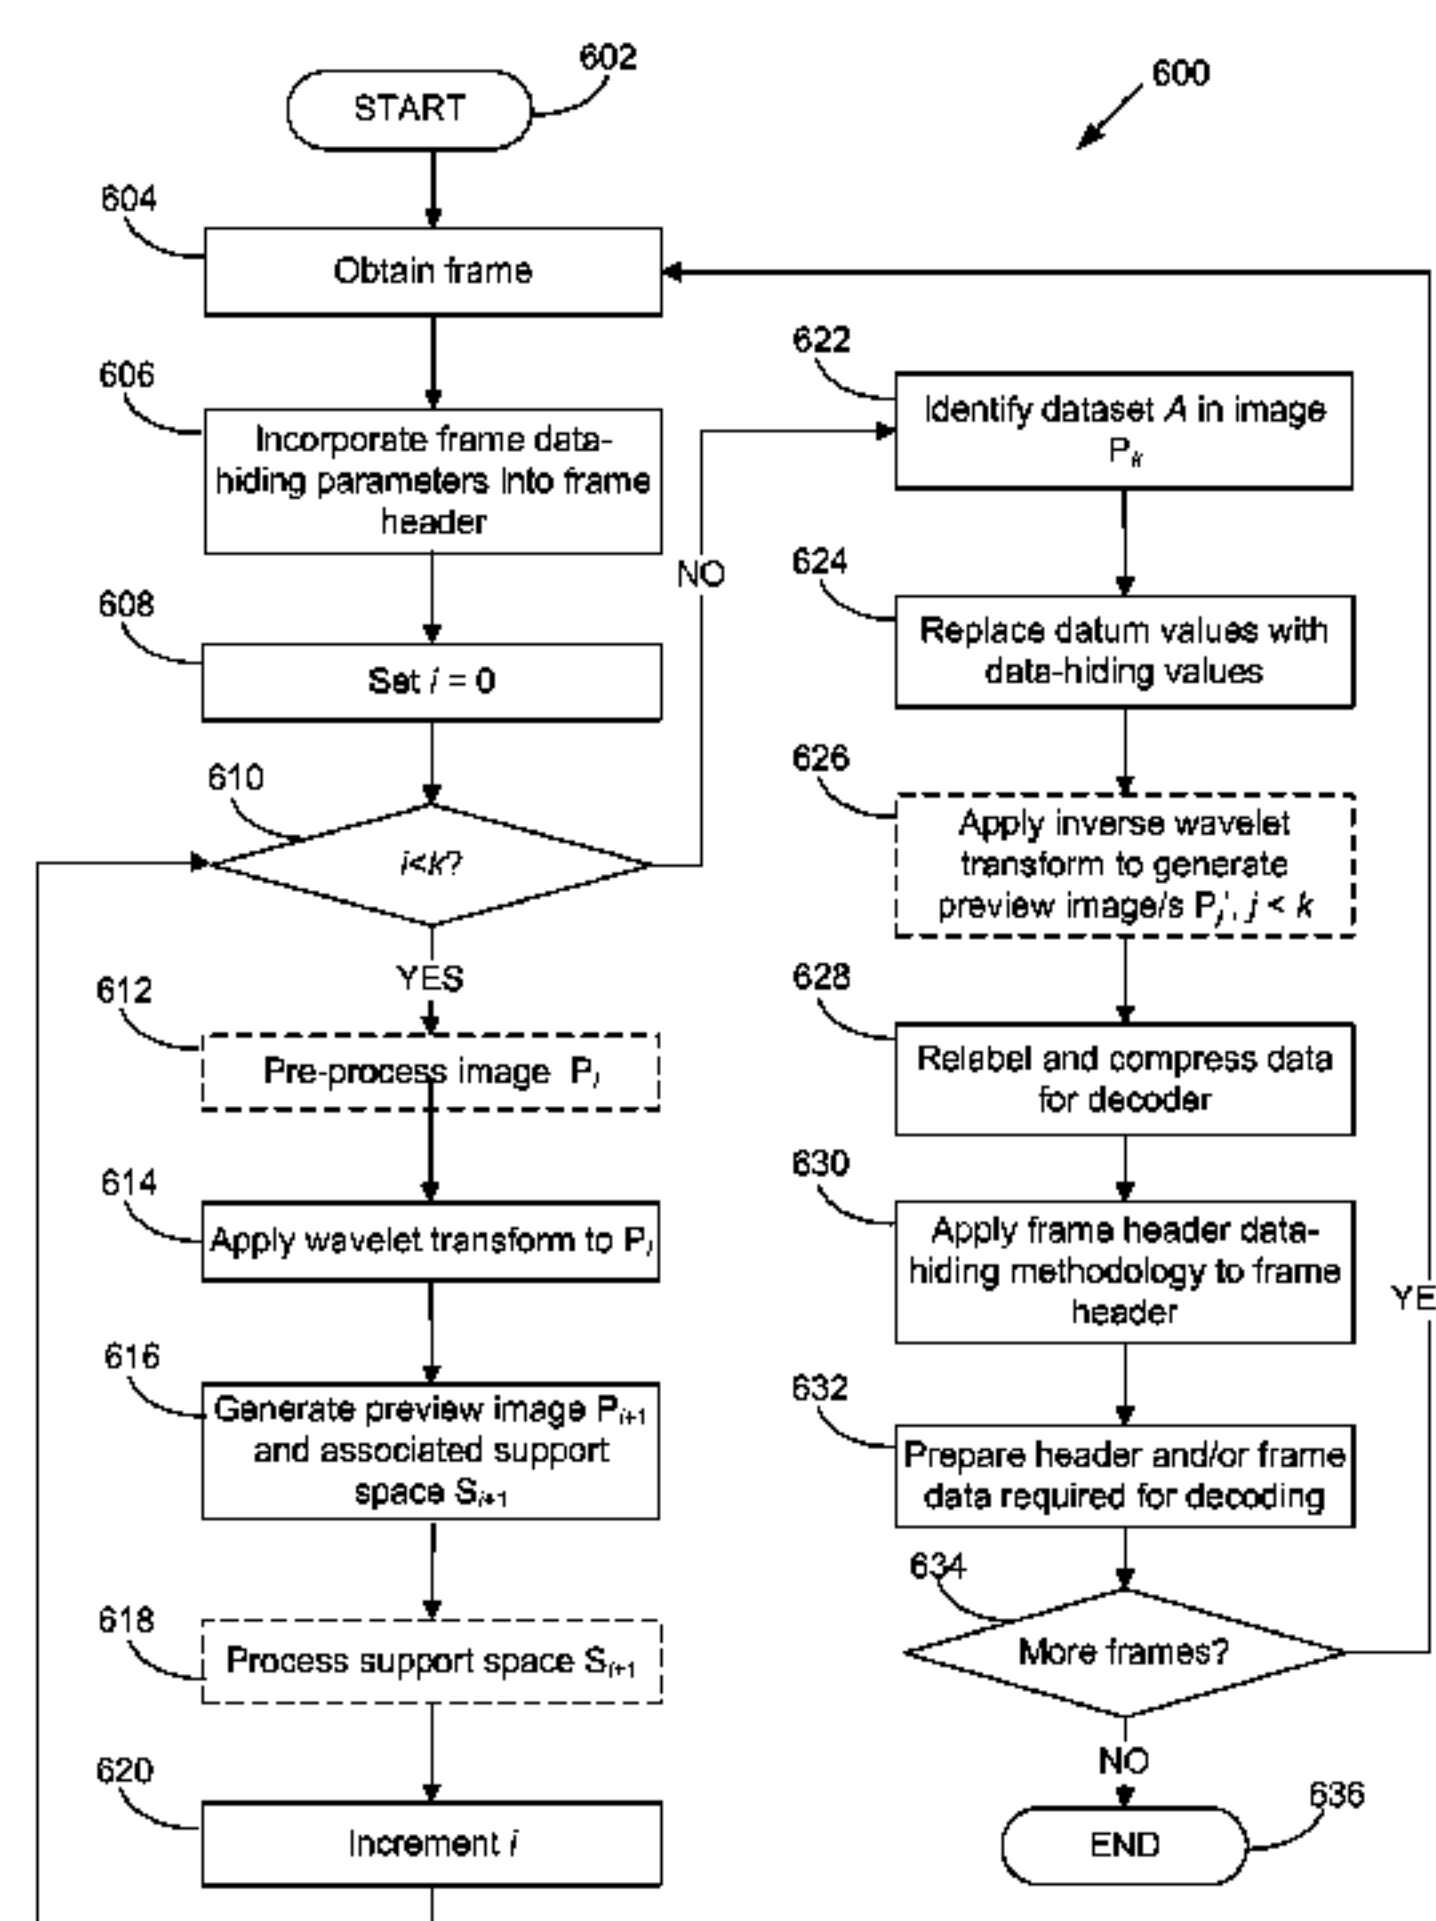 602
START
600
604
Obtain frame
606
Incorporate frame data-
hiding parameters into frame
header
608
Set i = 0
610
i<k?
NO
YES
612
Pre-process image Pi
614
Apply wavelet transform to Pi
616
Generate preview image Pi+1
and associated support
space Si+1
618
Process support space Si+1
620
Increment i
622
Identify dataset A in image
Pk
624
Replace datum values with
data-hiding values
626
Apply inverse wavelet
transform to generate
preview image/s Pj', j < k
628
Relabel and compress data
for decoder
630
Apply frame header data-
hiding methodology to frame
header
YE
632
Prepare header and/or frame
data required for decoding
634
More frames?
NO
636
END